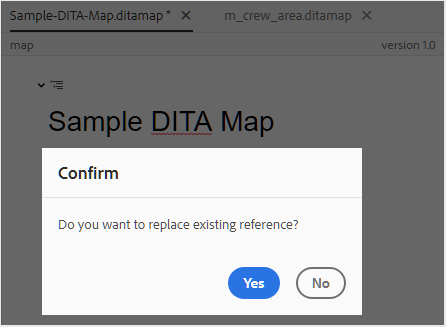 Sample-DITA-Map.ditamap * × m_crew_area.ditamap ×
map version 1.0
Sample DITA Map
Confirm
Do you want to replace existing reference?
Yes No